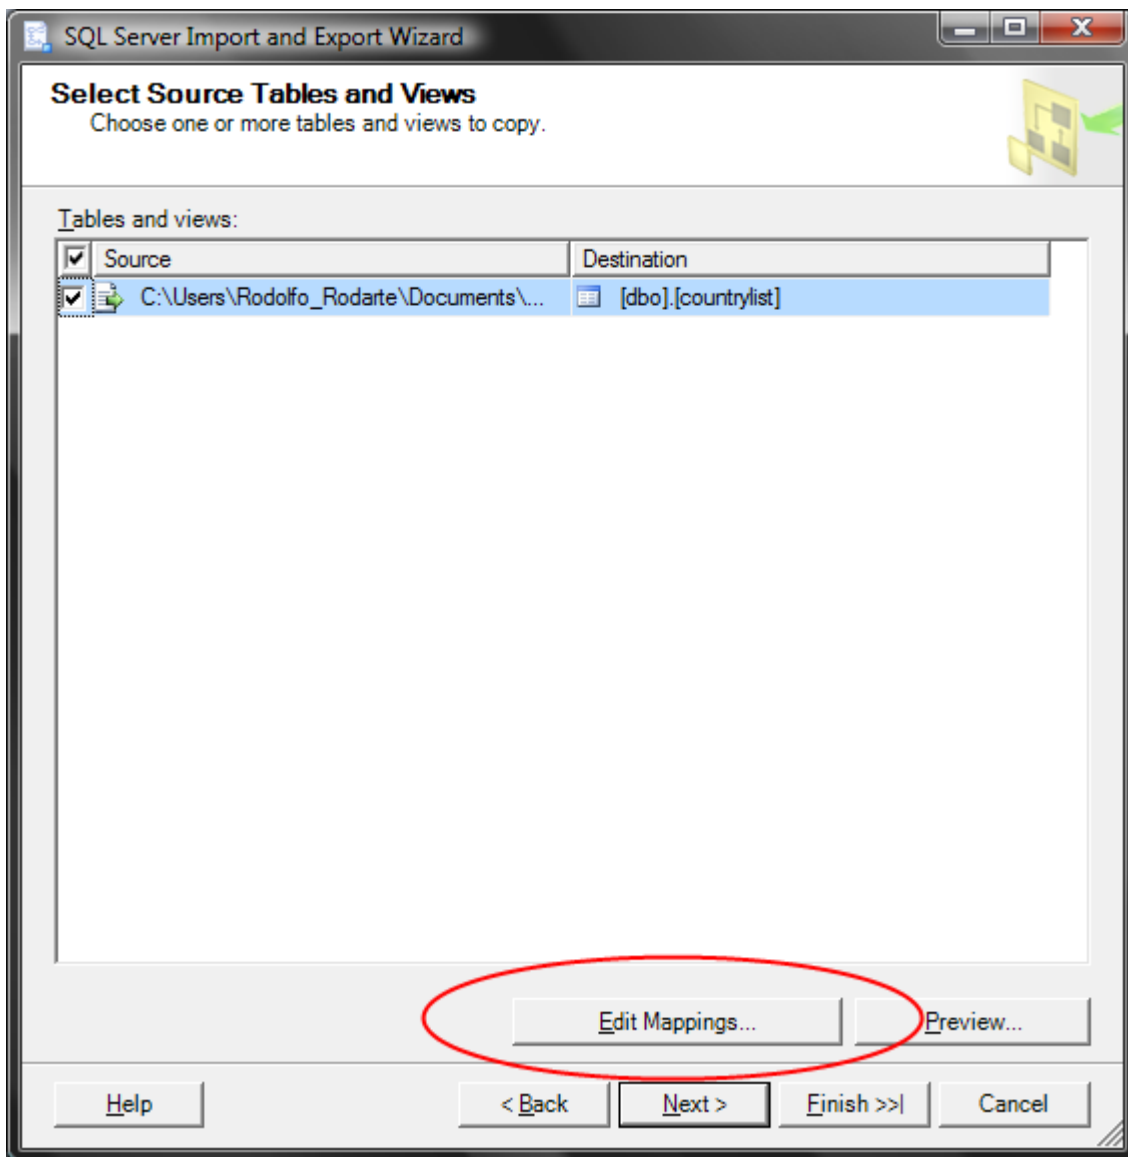 SQL Server Import and Export Wizard
Select Source Tables and Views
Choose one or more tables and views to copy.
Tables and views:
Source Destination
C:\Users\Rodolfo_Rodarte\Documents\... [dbo].[countrylist]
Edit Mappings... Preview...
Help < Back Next > Finish >>| Cancel